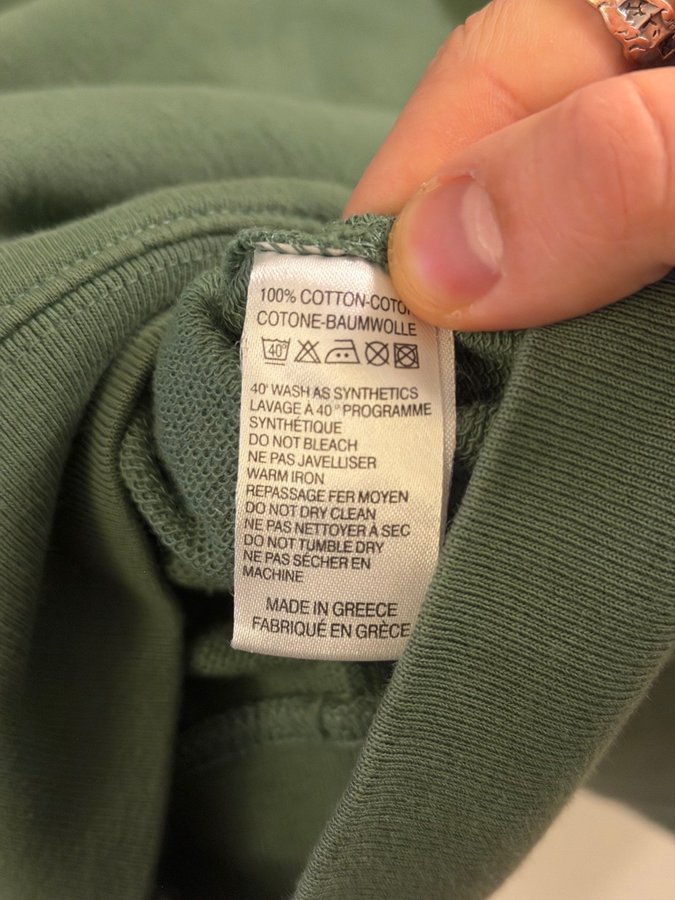 100% COTTON-COTON
COTONE-BAUMWOLLE
40°
40° WASH AS SYNTHETICS
LAVAGE À 40° PROGRAMME
SYNTHÉTIQUE
DO NOT BLEACH
NE PAS JAVELLISER
WARM IRON
REPASSAGE FER MOYEN
DO NOT DRY CLEAN
NE PAS NETTOYER À SEC
DO NOT TUMBLE DRY
NE PAS SÉCHER EN
MACHINE
MADE IN GREECE
FABRIQUÉ EN GRÈCE